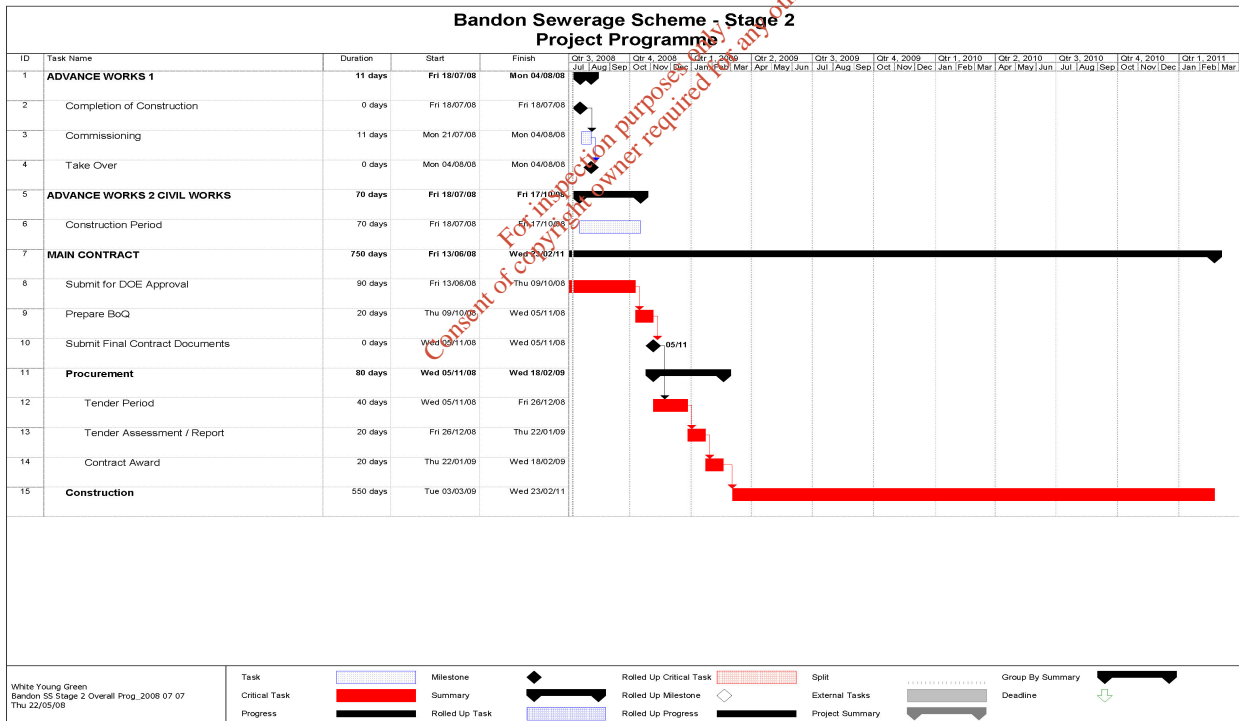 Bandon Sewerage Scheme - Stage 2
Project Programme
ID Task Name Duration Start Finish Qtr 3, 2008 Qtr 4, 2008 Qtr 1, 2009 Qtr 2, 2009 Qtr 3, 2009 Qtr 4, 2009 Qtr 1, 2010 Qtr 2, 2010 Qtr 3, 2010 Qtr 4, 2010 Qtr 1, 2011
Jul Aug Sep Oct Nov Dec Jan Feb Mar Apr May Jun Jul Aug Sep Oct Nov Dec Jan Feb Mar Apr May Jun Jul Aug Sep Oct Nov Dec Jan Feb Mar
1 ADVANCE WORKS 1 11 days Fri 18/07/08 Mon 04/08/08
2 Completion of Construction 0 days Fri 18/07/08 Fri 18/07/08
3 Commissioning 11 days Mon 21/07/08 Mon 04/08/08
4 Take Over 0 days Mon 04/08/08 Mon 04/08/08
5 ADVANCE WORKS 2 CIVIL WORKS 70 days Fri 18/07/08 Fri 17/10/08
6 Construction Period 70 days Fri 18/07/08 Fri 17/10/08
7 MAIN CONTRACT 750 days Fri 13/06/08 Wed 23/02/11
8 Submit for DOE Approval 90 days Fri 13/06/08 Thu 09/10/08
9 Prepare BoQ 20 days Thu 09/10/08 Wed 05/11/08
10 Submit Final Contract Documents 0 days Wed 05/11/08 Wed 05/11/08 05/11
11 Procurement 80 days Wed 05/11/08 Wed 18/02/09
12 Tender Period 40 days Wed 05/11/08 Fri 26/12/08
13 Tender Assessment / Report 20 days Fri 26/12/08 Thu 22/01/09
14 Contract Award 20 days Thu 22/01/09 Wed 18/02/09
15 Construction 550 days Tue 03/03/09 Wed 23/02/11
For inspection purposes only.
Consent of copyright owner required for any
White Young Green
Bandon SS Stage 2 Overall Prog_2008 07 07
Thu 22/05/08
Task Milestone Rolled Up Critical Task Split Group By Summary
Critical Task Summary Rolled Up Milestone External Tasks Deadline
Progress Rolled Up Task Rolled Up Progress Project Summary